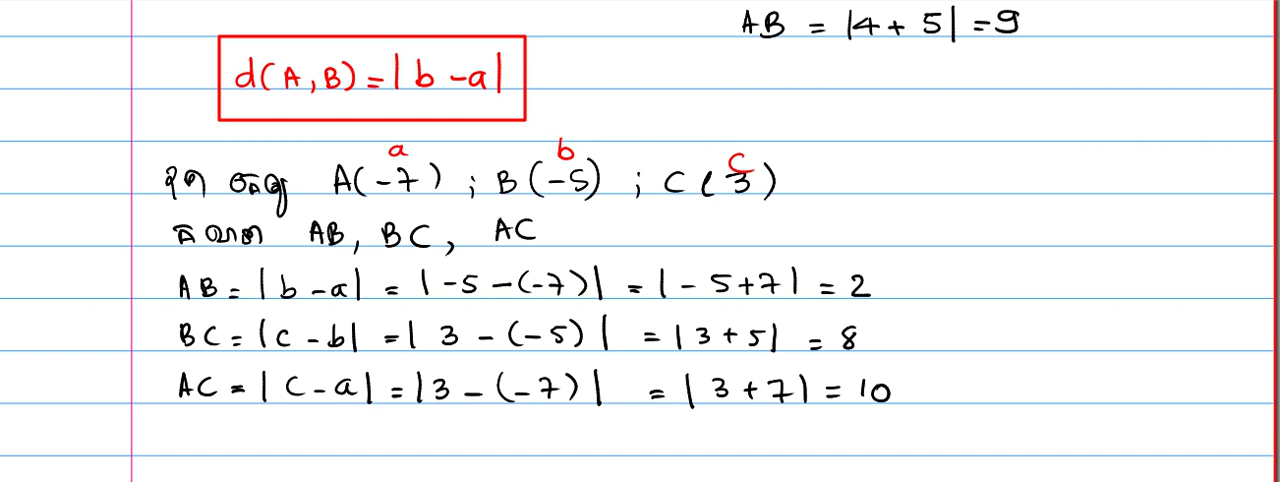 AB = |4 + 5| = 9
d(A, B) = |b - a|
a b c
A(-7) ; B(-5) ; C(3)
AB, BC, AC
AB = |b - a| = |-5 - (-7)| = |-5 + 7| = 2
BC = |c - b| = |3 - (-5)| = |3 + 5| = 8
AC = |c - a| = |3 - (-7)| = |3 + 7| = 10